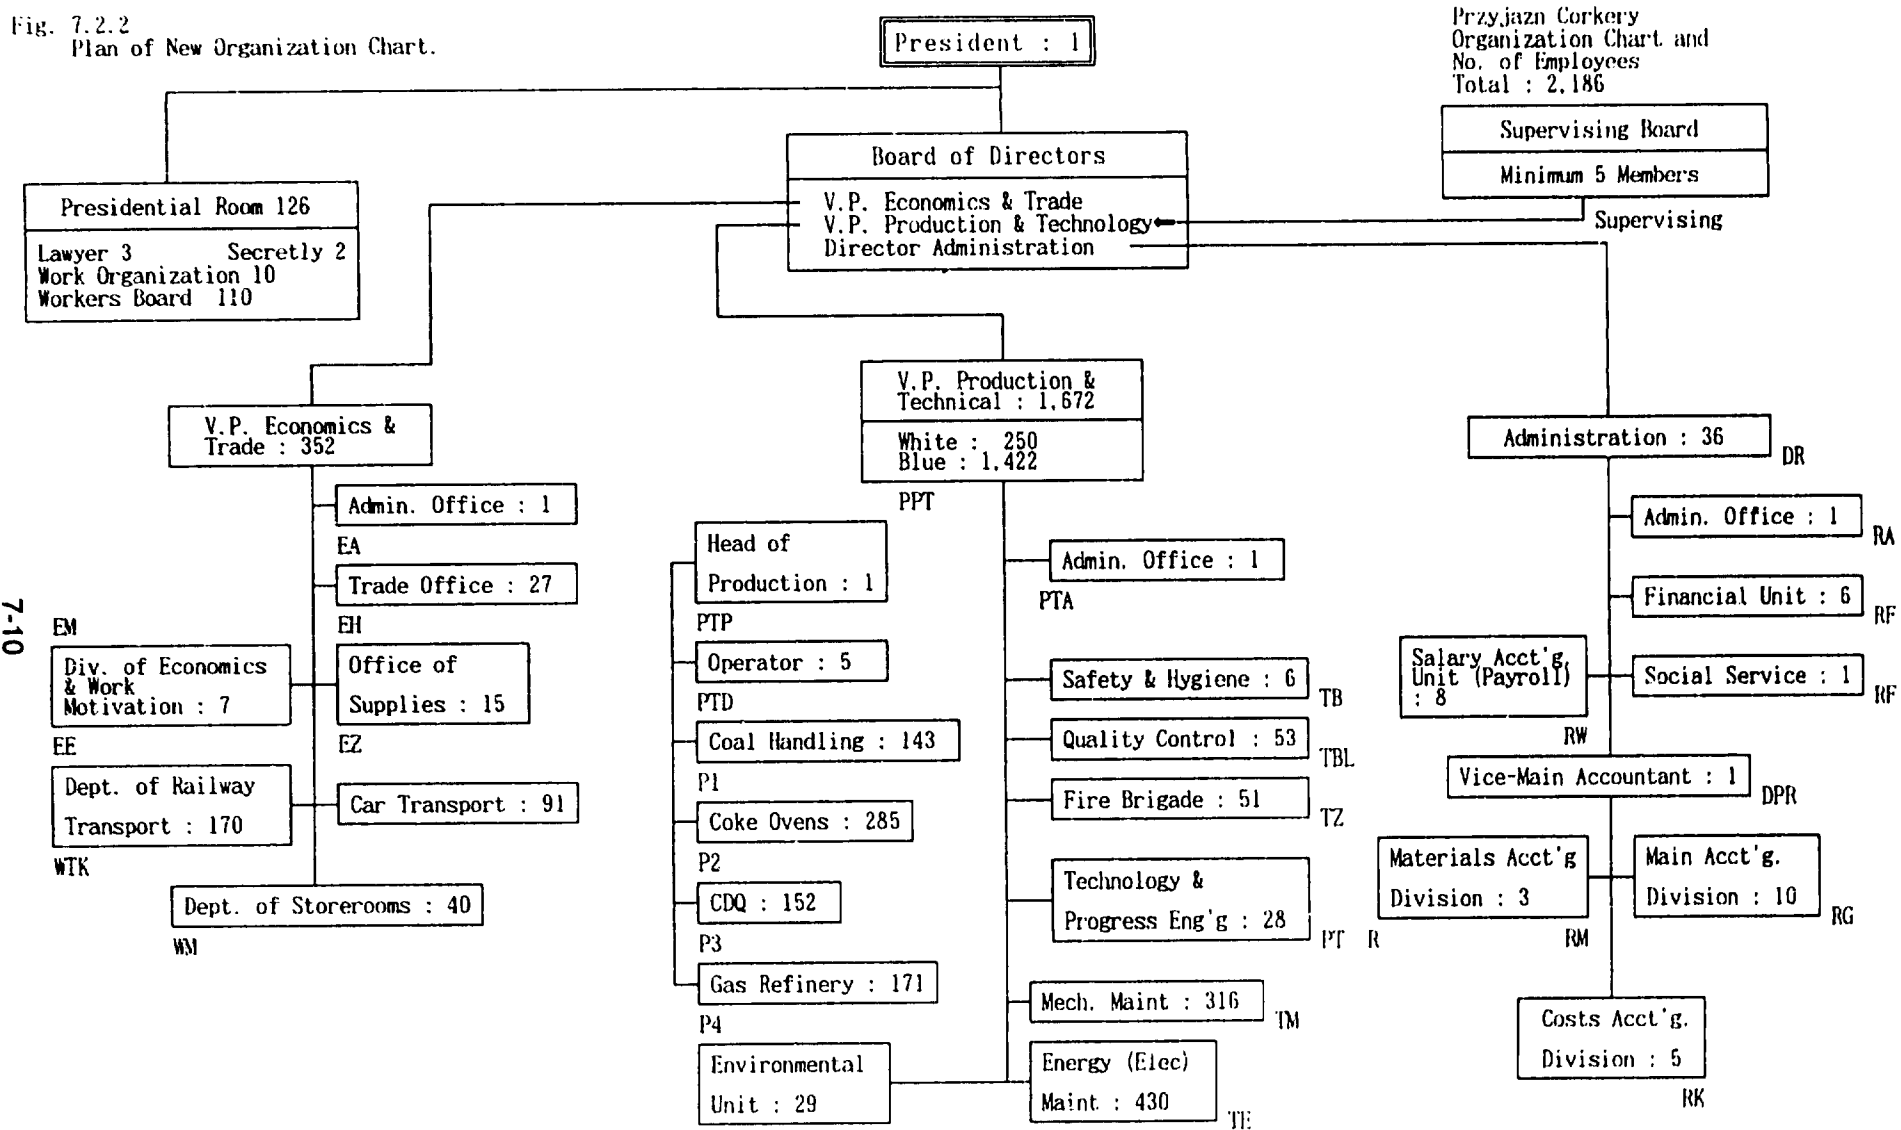 Fig. 7.2.2
Plan of New Organization Chart.
President : 1
Przyjazn Corkery
Organization Chart and
No. of Employees
Total : 2,186
Supervising Board
Minimum 5 Members
Supervising
Board of Directors
V.P. Economics & Trade
V.P. Production & Technology
Director Administration
Presidential Room 126
Lawyer 3 Secretly 2
Work Organization 10
Workers Board 110
V.P. Economics &
Trade : 352
Admin. Office : 1
EA
Trade Office : 27
EH
EM
Div. of Economics
& Work
Motivation : 7
EE
Office of
Supplies : 15
EZ
Dept. of Railway
Transport : 170
WTK
Car Transport : 91
Dept. of Storerooms : 40
WM
V.P. Production &
Technical : 1,672
White : 250
Blue : 1,422
PPT
Head of
Production : 1
PTP
Operator : 5
PTD
Coal Handling : 143
P1
Coke Ovens : 285
P2
CDQ : 152
P3
Gas Refinery : 171
P4
Environmental
Unit : 29
Admin. Office : 1
PTA
Safety & Hygiene : 6
TB
Quality Control : 53
TBL
Fire Brigade : 51
TZ
Technology &
Progress Eng'g : 28
PT R
Mech. Maint : 316
TM
Energy (Elec)
Maint. : 430
TE
Administration : 36
DR
Admin. Office : 1
RA
Financial Unit : 6
RF
Salary Acct'g,
Unit (Payroll)
: 8
RW
Social Service : 1
RF
Vice-Main Accountant : 1
DPR
Materials Acct'g
Division : 3
RM
Main Acct'g.
Division : 10
RG
Costs Acct'g.
Division : 5
RK
7-10